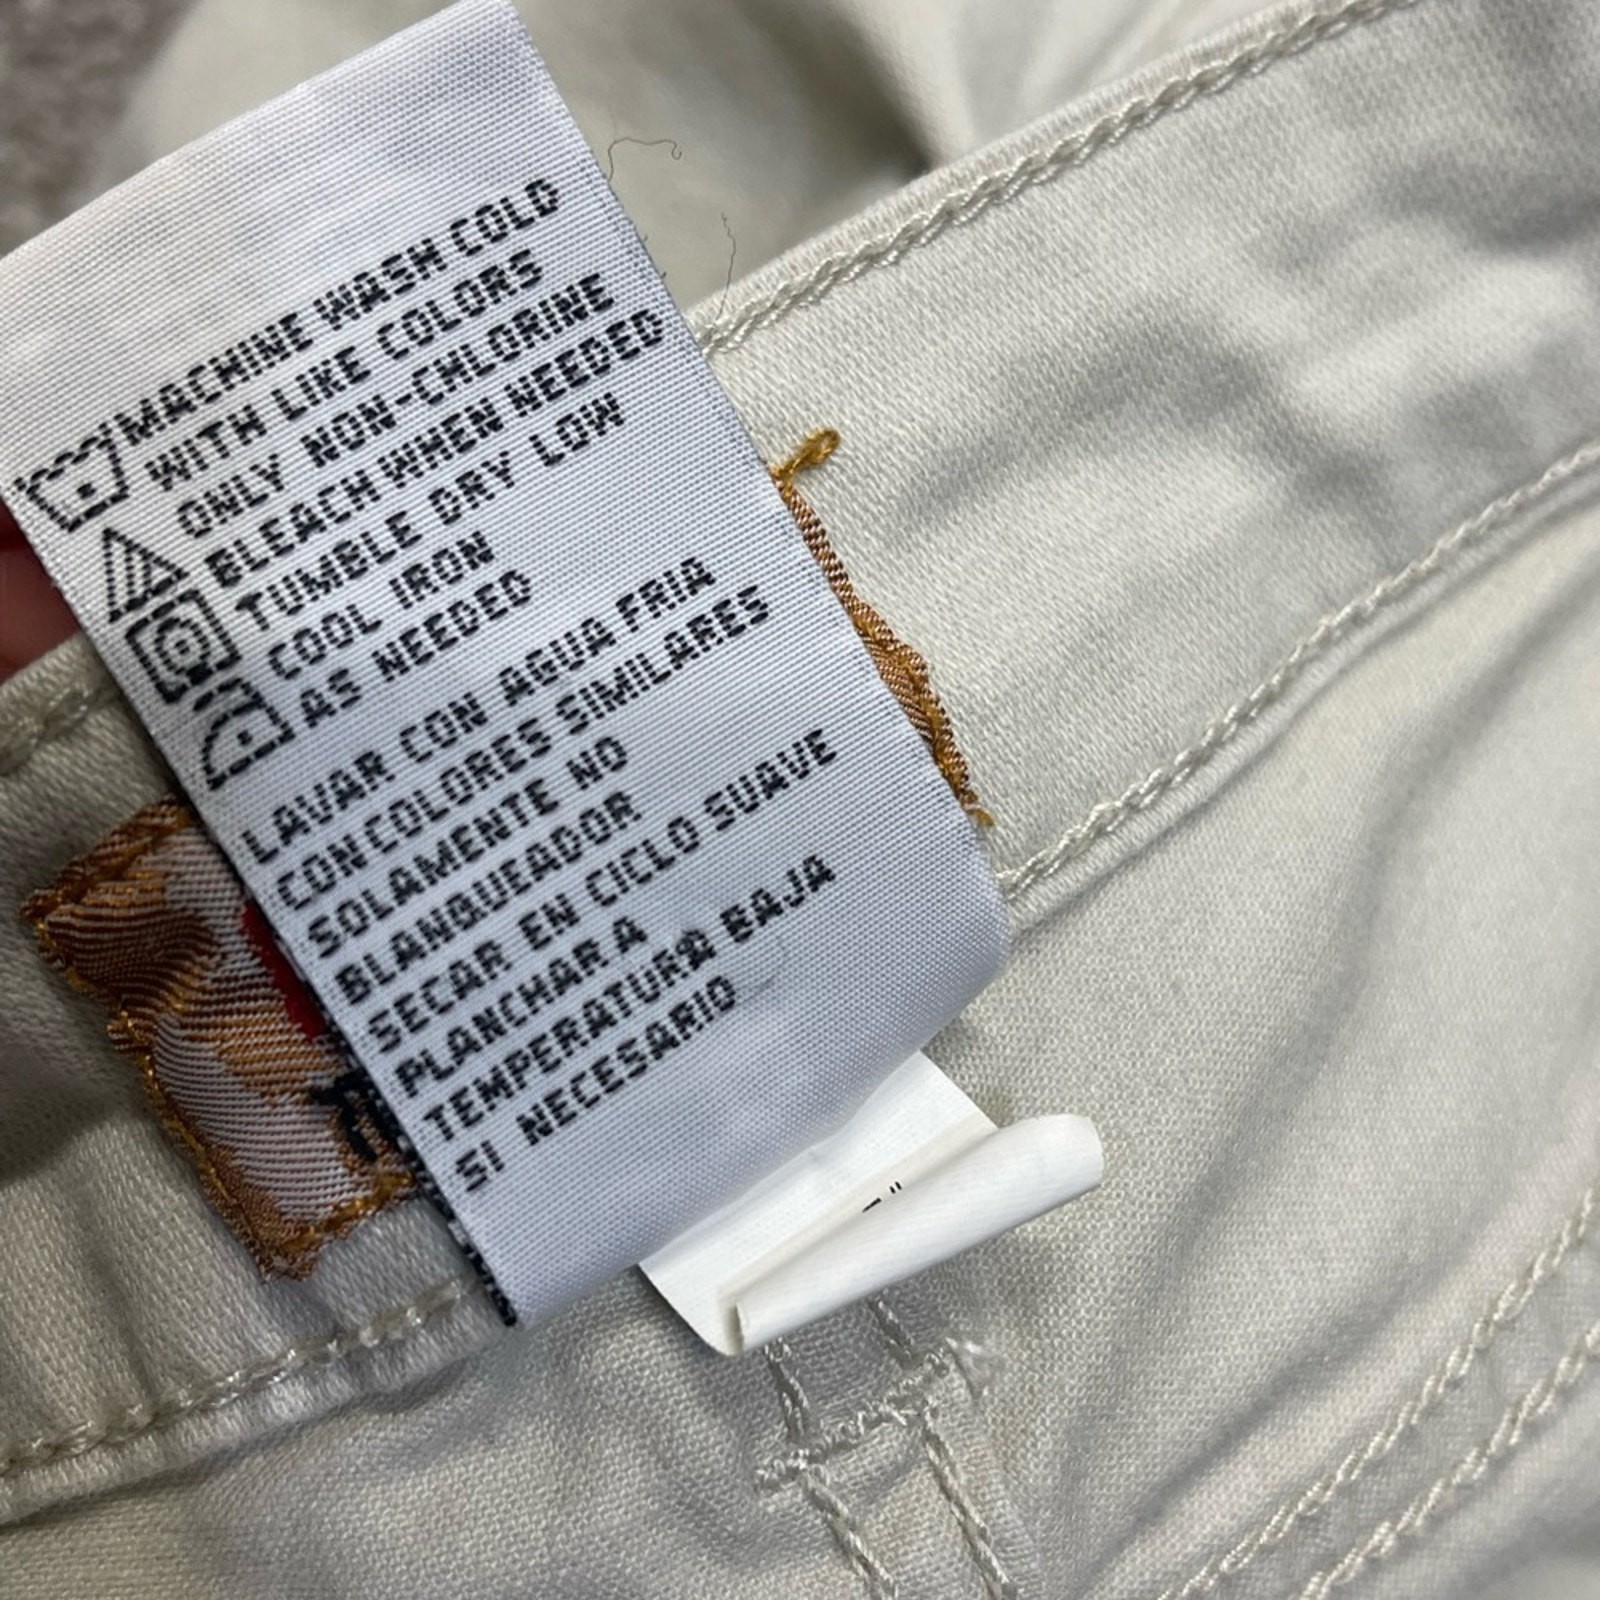 MACHINE WASH COLD
WITH LIKE COLORS
ONLY NON-CHLORINE
BLEACH WHEN NEEDED
TUMBLE DRY LOW
COOL IRON
AS NEEDED
LAVAR CON AGUA FRIA
CON COLORES SIMILARES
SOLAMENTE NO
BLANQUEADOR
SECAR EN CICLO SUAVE
PLANCHAR A
TEMPERATURA BAJA
SI NECESARIO